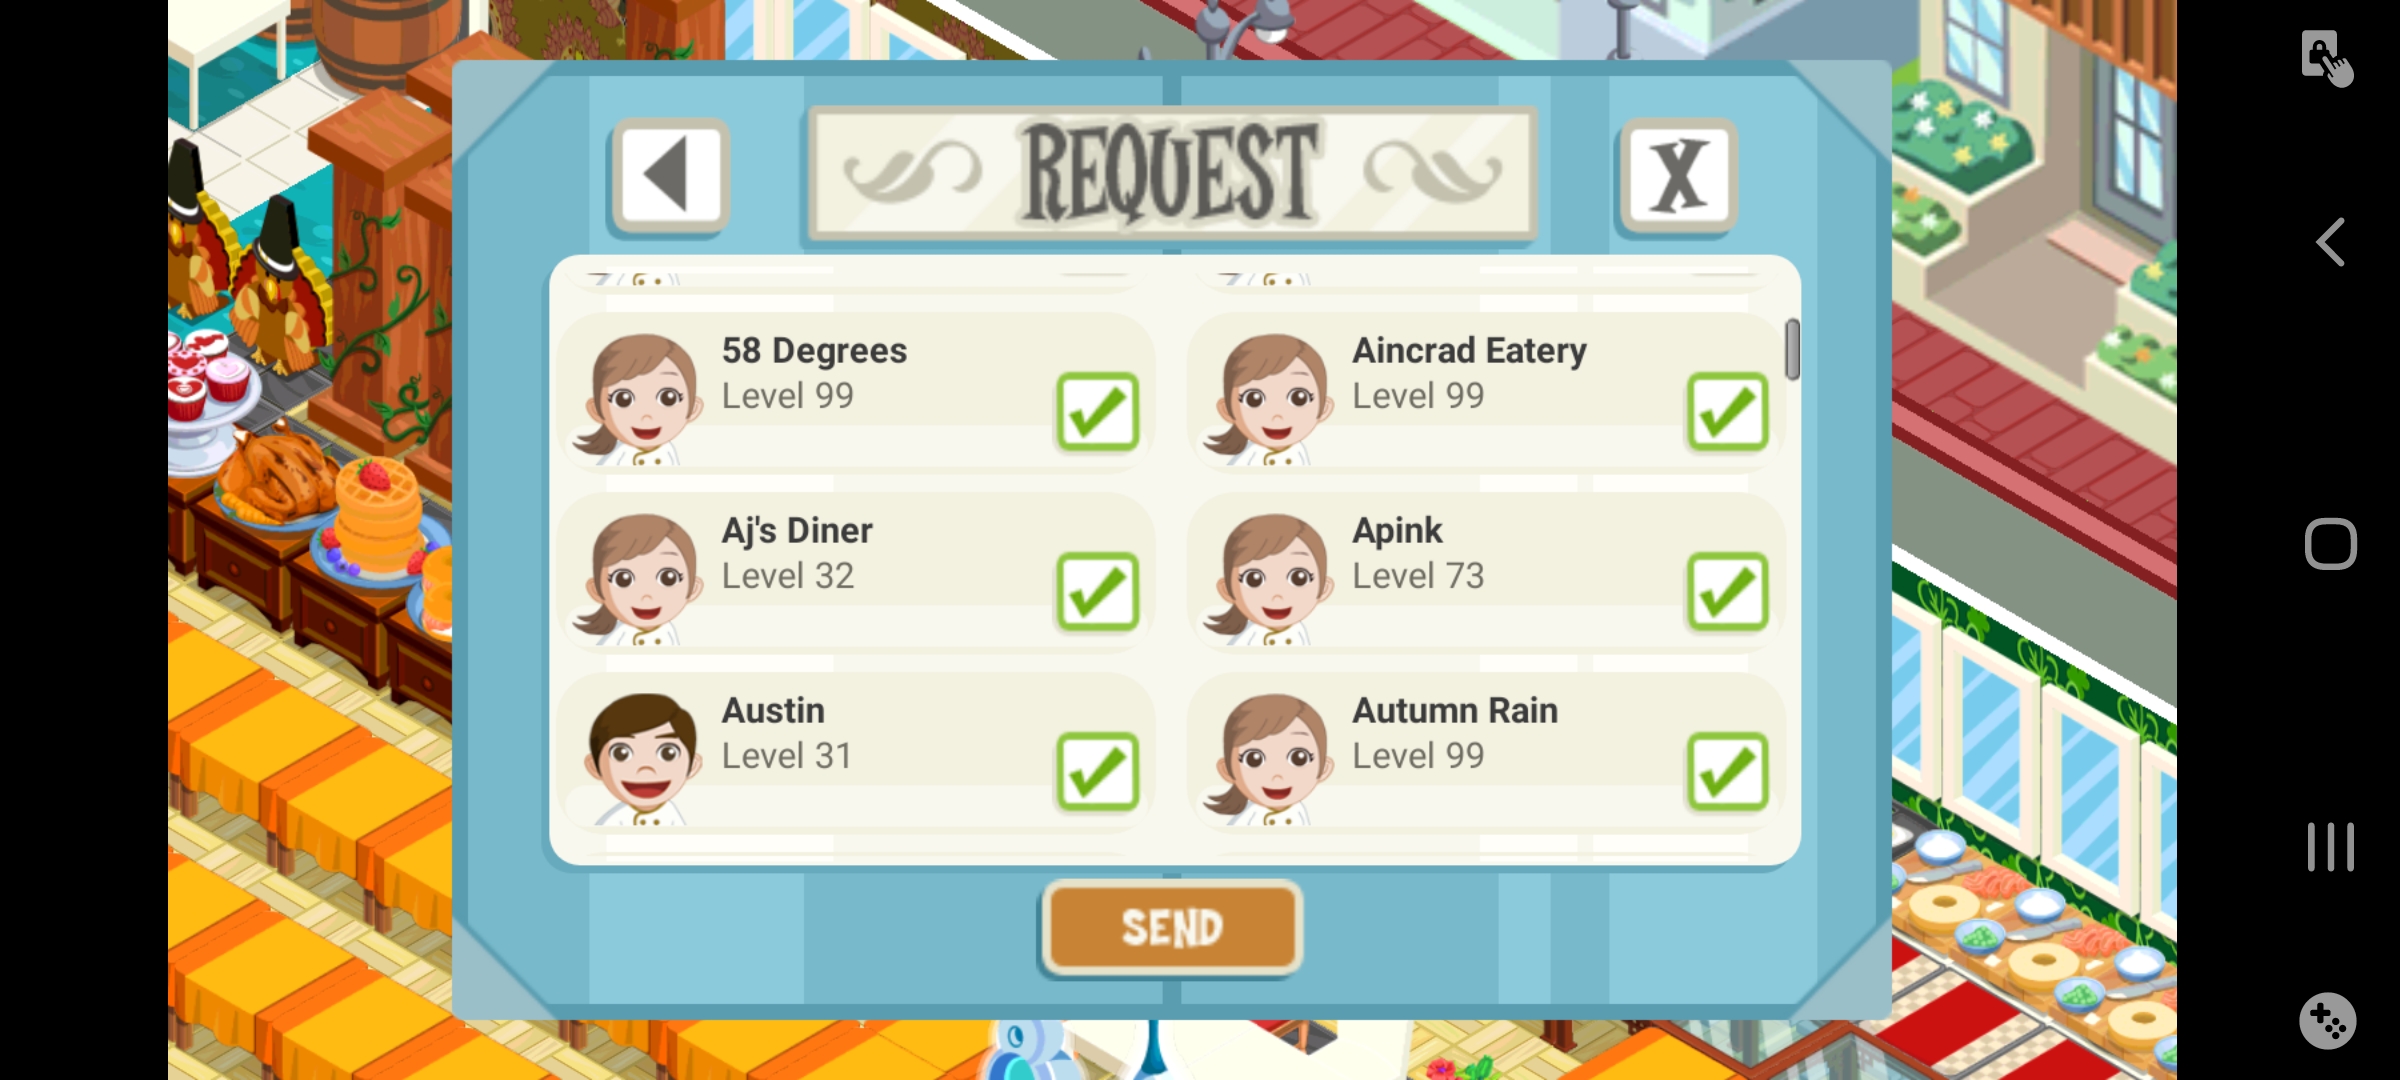 REQUEST
X
58 Degrees
Level 99
Aincrad Eatery
Level 99
Aj's Diner
Level 32
Apink
Level 73
Austin
Level 31
Autumn Rain
Level 99
SEND